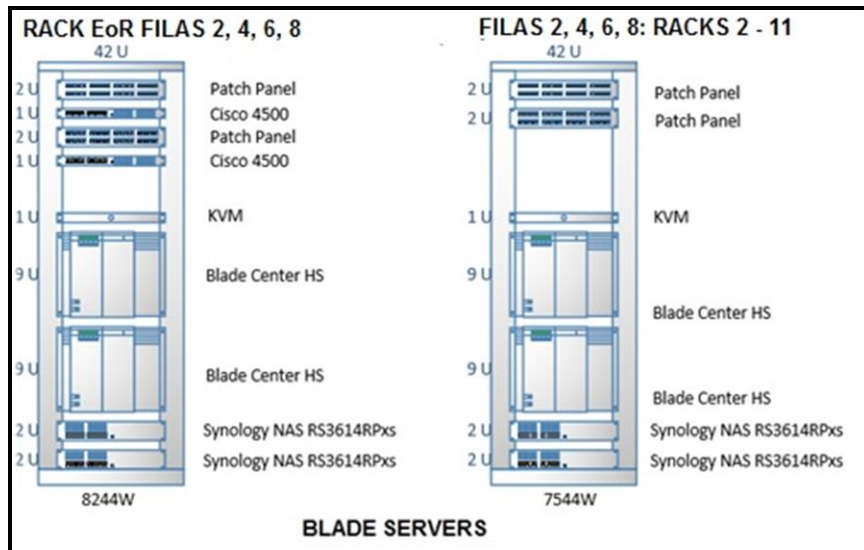 RACK EoR FILAS 2, 4, 6, 8
42 U
2 U Patch Panel
1 U Cisco 4500
2 U Patch Panel
1 U Cisco 4500
1 U KVM
9 U Blade Center HS
9 U Blade Center HS
2 U Synology NAS RS3614RPxs
2 U Synology NAS RS3614RPxs
8244W
FILAS 2, 4, 6, 8: RACKS 2 - 11
42 U
2 U Patch Panel
2 U Patch Panel
1 U KVM
9 U Blade Center HS
9 U Blade Center HS
2 U Synology NAS RS3614RPxs
2 U Synology NAS RS3614RPxs
7544W
BLADE SERVERS